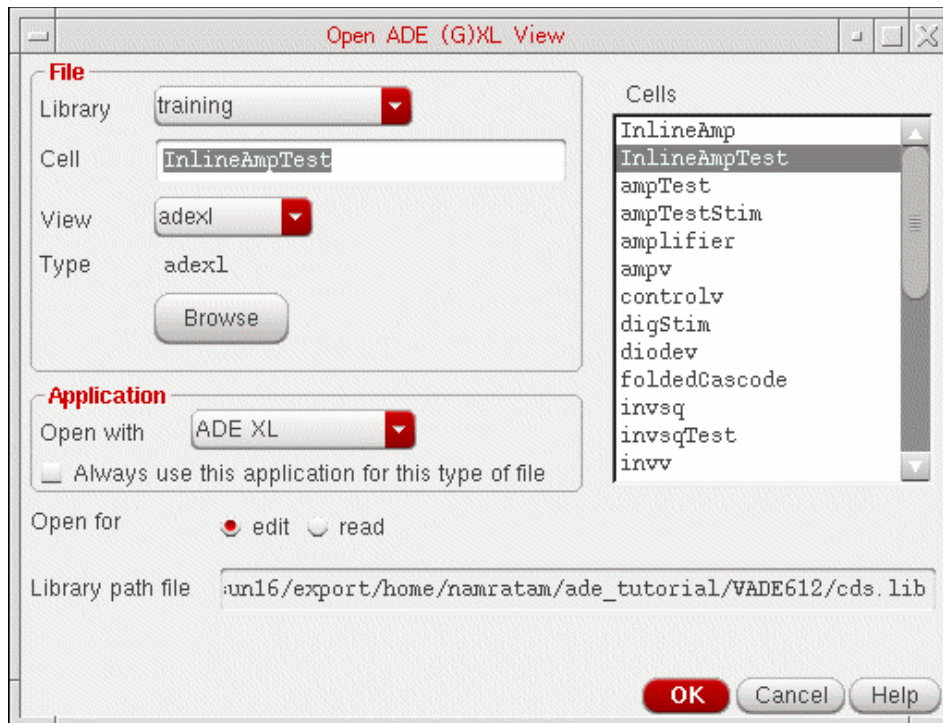 Open ADE (G)XL View
File
Library training
Cell InlineAmpTest
View adexl
Type adexl
Browse
Cells
InlineAmp
InlineAmpTest
ampTest
ampTestStim
amplifier
ampv
controlv
digStim
diodev
foldedCascode
invsq
invsqTest
invv
Application
Open with ADE XL
Always use this application for this type of file
Open for edit read
Library path file un16/export/home/namratam/ade_tutorial/VADE612/cds.lib
OK Cancel Help